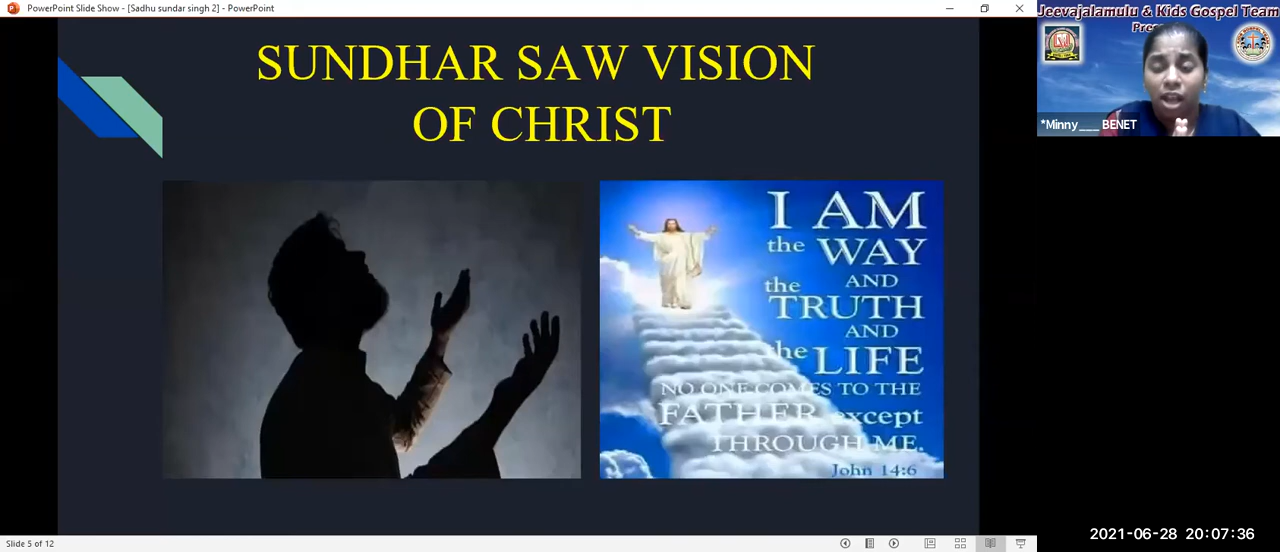 PowerPoint Slide Show - [Sadhu sundar singh 2] - PowerPoint
SUNDHAR SAW VISION
OF CHRIST
I AM
the WAY
AND
the TRUTH
AND
the LIFE
NO ONE COMES TO THE
FATHER except
THROUGH ME.
John 14:6
Slide 5 of 12
Jeevajalamulu & Kids Gospel Team
*Minny___ BENET
2021-06-28 20:07:36